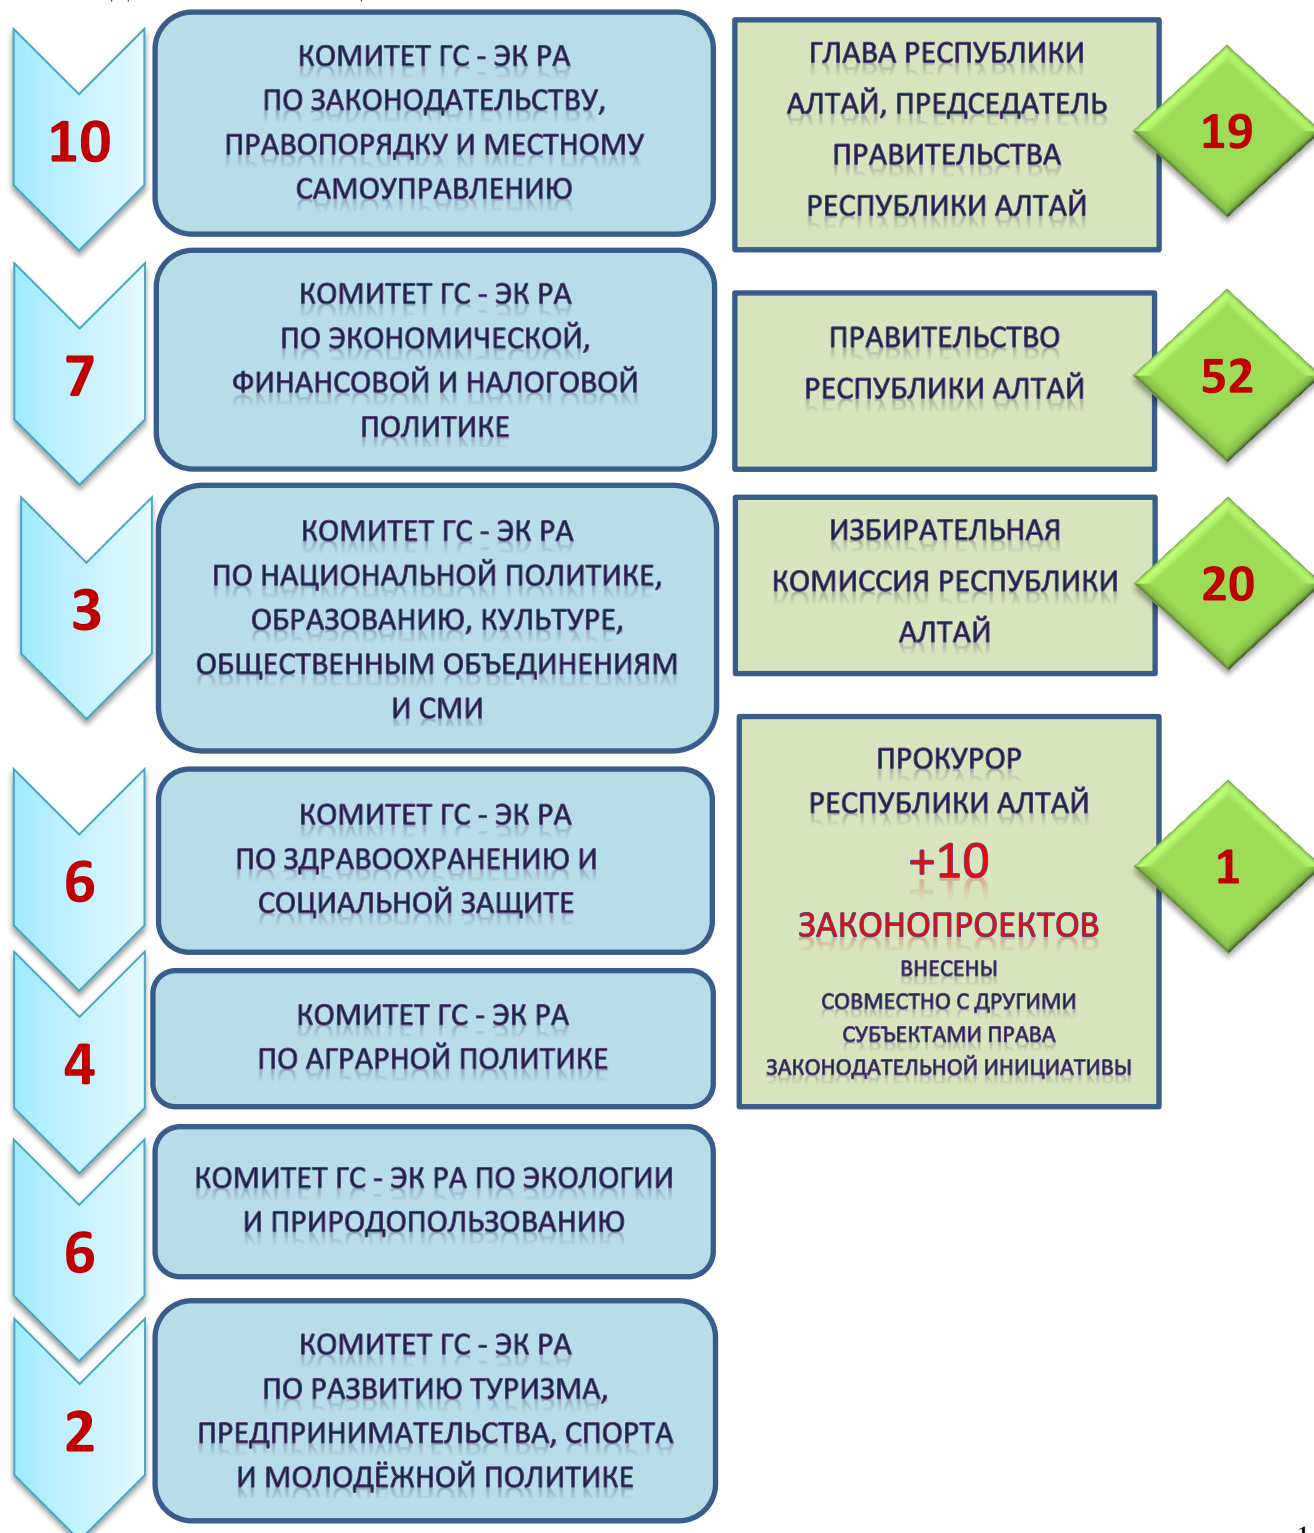 10
КОМИТЕТ ГС - ЭК РА
ПО ЗАКОНОДАТЕЛЬСТВУ,
ПРАВОПОРЯДКУ И МЕСТНОМУ
САМОУПРАВЛЕНИЮ
7
КОМИТЕТ ГС - ЭК РА
ПО ЭКОНОМИЧЕСКОЙ,
ФИНАНСОВОЙ И НАЛОГОВОЙ
ПОЛИТИКЕ
3
КОМИТЕТ ГС - ЭК РА
ПО НАЦИОНАЛЬНОЙ ПОЛИТИКЕ,
ОБРАЗОВАНИЮ, КУЛЬТУРЕ,
ОБЩЕСТВЕННЫМ ОБЪЕДИНЕНИЯМ
И СМИ
6
КОМИТЕТ ГС - ЭК РА
ПО ЗДРАВООХРАНЕНИЮ И
СОЦИАЛЬНОЙ ЗАЩИТЕ
4
КОМИТЕТ ГС - ЭК РА
ПО АГРАРНОЙ ПОЛИТИКЕ
6
КОМИТЕТ ГС - ЭК РА ПО ЭКОЛОГИИ
И ПРИРОДОПОЛЬЗОВАНИЮ
2
КОМИТЕТ ГС - ЭК РА
ПО РАЗВИТИЮ ТУРИЗМА,
ПРЕДПРИНИМАТЕЛЬСТВА, СПОРТА
И МОЛОДЁЖНОЙ ПОЛИТИКЕ
ГЛАВА РЕСПУБЛИКИ
АЛТАЙ, ПРЕДСЕДАТЕЛЬ
ПРАВИТЕЛЬСТВА
РЕСПУБЛИКИ АЛТАЙ
19
ПРАВИТЕЛЬСТВО
РЕСПУБЛИКИ АЛТАЙ
52
ИЗБИРАТЕЛЬНАЯ
КОМИССИЯ РЕСПУБЛИКИ
АЛТАЙ
20
ПРОКУРОР
РЕСПУБЛИКИ АЛТАЙ
+10
ЗАКОНОПРОЕКТОВ
ВНЕСЕНЫ
СОВМЕСТНО С ДРУГИМИ
СУБЪЕКТАМИ ПРАВА
ЗАКОНОДАТЕЛЬНОЙ ИНИЦИАТИВЫ
1